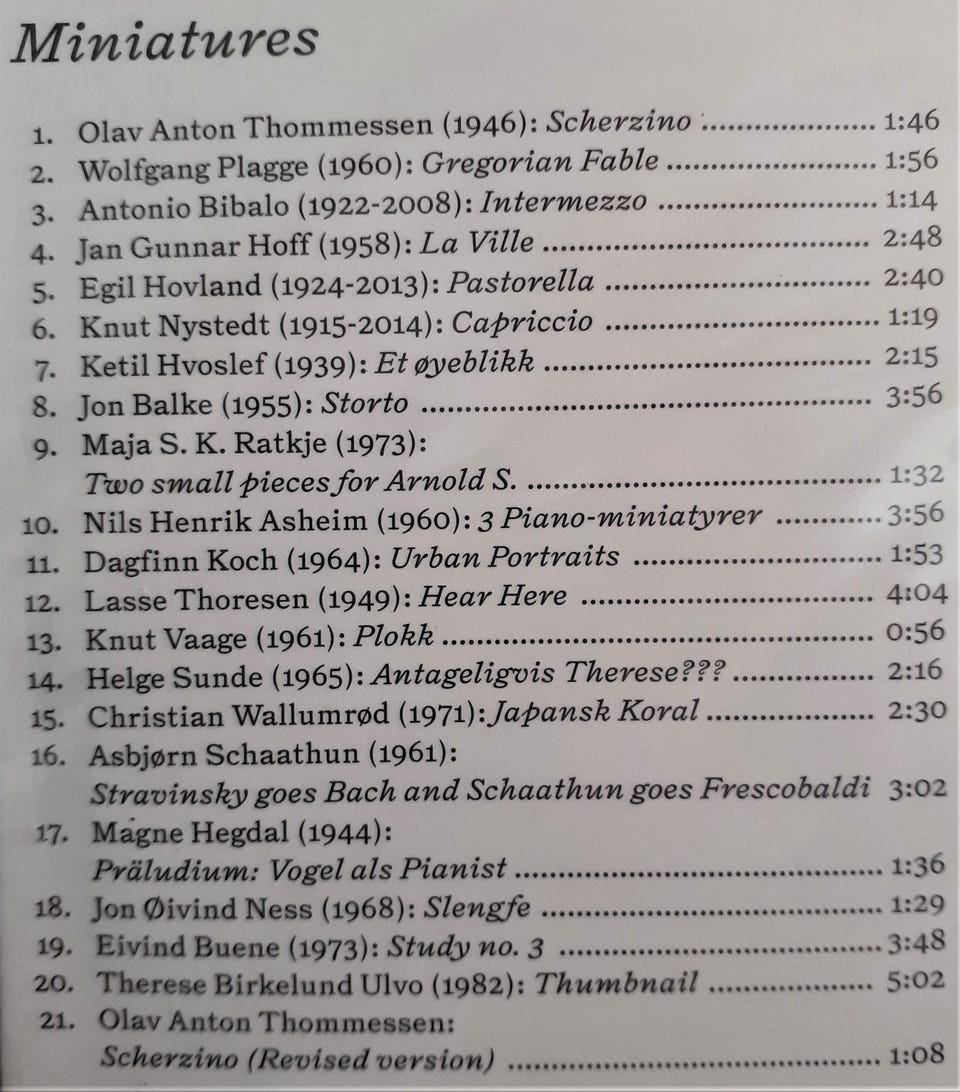 Miniatures
1. Olav Anton Thommessen (1946): Scherzino .................... 1:46
2. Wolfgang Plagge (1960): Gregorian Fable ........................ 1:56
3. Antonio Bibalo (1922-2008): Intermezzo ......................... 1:14
4. Jan Gunnar Hoff (1958): La Ville ...................................... 2:48
5. Egil Hovland (1924-2013): Pastorella ............................... 2:40
6. Knut Nystedt (1915-2014): Capriccio ............................... 1:19
7. Ketil Hvoslef (1939): Et øyeblikk ...................................... 2:15
8. Jon Balke (1955): Storto .................................................... 3:56
9. Maja S. K. Ratkje (1973):
Two small pieces for Arnold S. ......................................... 1:32
10. Nils Henrik Asheim (1960): 3 Piano-miniatyrer ............ 3:56
11. Dagfinn Koch (1964): Urban Portraits ............................ 1:53
12. Lasse Thoresen (1949): Hear Here .................................. 4:04
13. Knut Vaage (1961): Plokk .................................................. 0:56
14. Helge Sunde (1965): Antageligvis Therese??? ................ 2:16
15. Christian Wallumrød (1971): Japansk Koral ................... 2:30
16. Asbjørn Schaathun (1961):
Stravinsky goes Bach and Schaathun goes Frescobaldi 3:02
17. Magne Hegdal (1944):
Präludium: Vogel als Pianist .......................................... 1:36
18. Jon Øivind Ness (1968): Slengfe ....................................... 1:29
19. Eivind Buene (1973): Study no. 3 ..................................... 3:48
20. Therese Birkelund Ulvo (1982): Thumbnail ................... 5:02
21. Olav Anton Thommessen:
Scherzino (Revised version) ........................................... 1:08